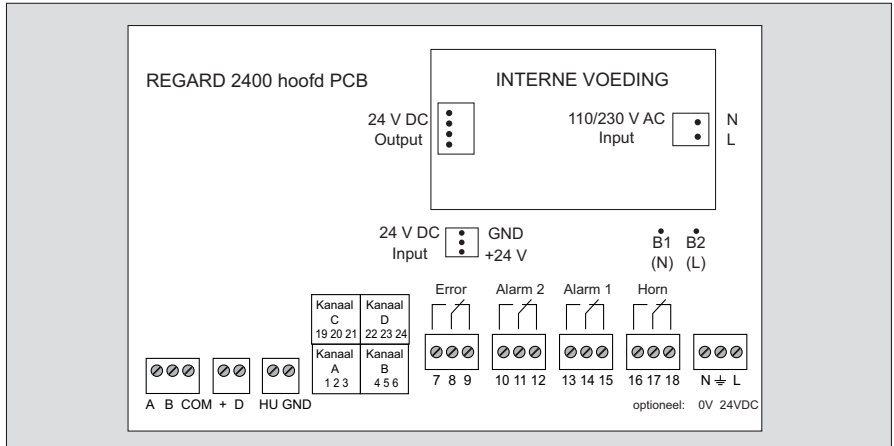 REGARD 2400 hoofd PCB
INTERNE VOEDING
24 V DC
Output
110/230 V AC
Input
N
L
24 V DC
Input
GND
+24 V
B1
(N)
B2
(L)
Error
Alarm 2
Alarm 1
Horn
Kanaal
C
19 20 21
Kanaal
D
22 23 24
Kanaal
A
1 2 3
Kanaal
B
4 5 6
7 8 9
10 11 12
13 14 15
16 17 18
N ⏚ L
A B COM
+ D
HU GND
optioneel: 0V 24VDC